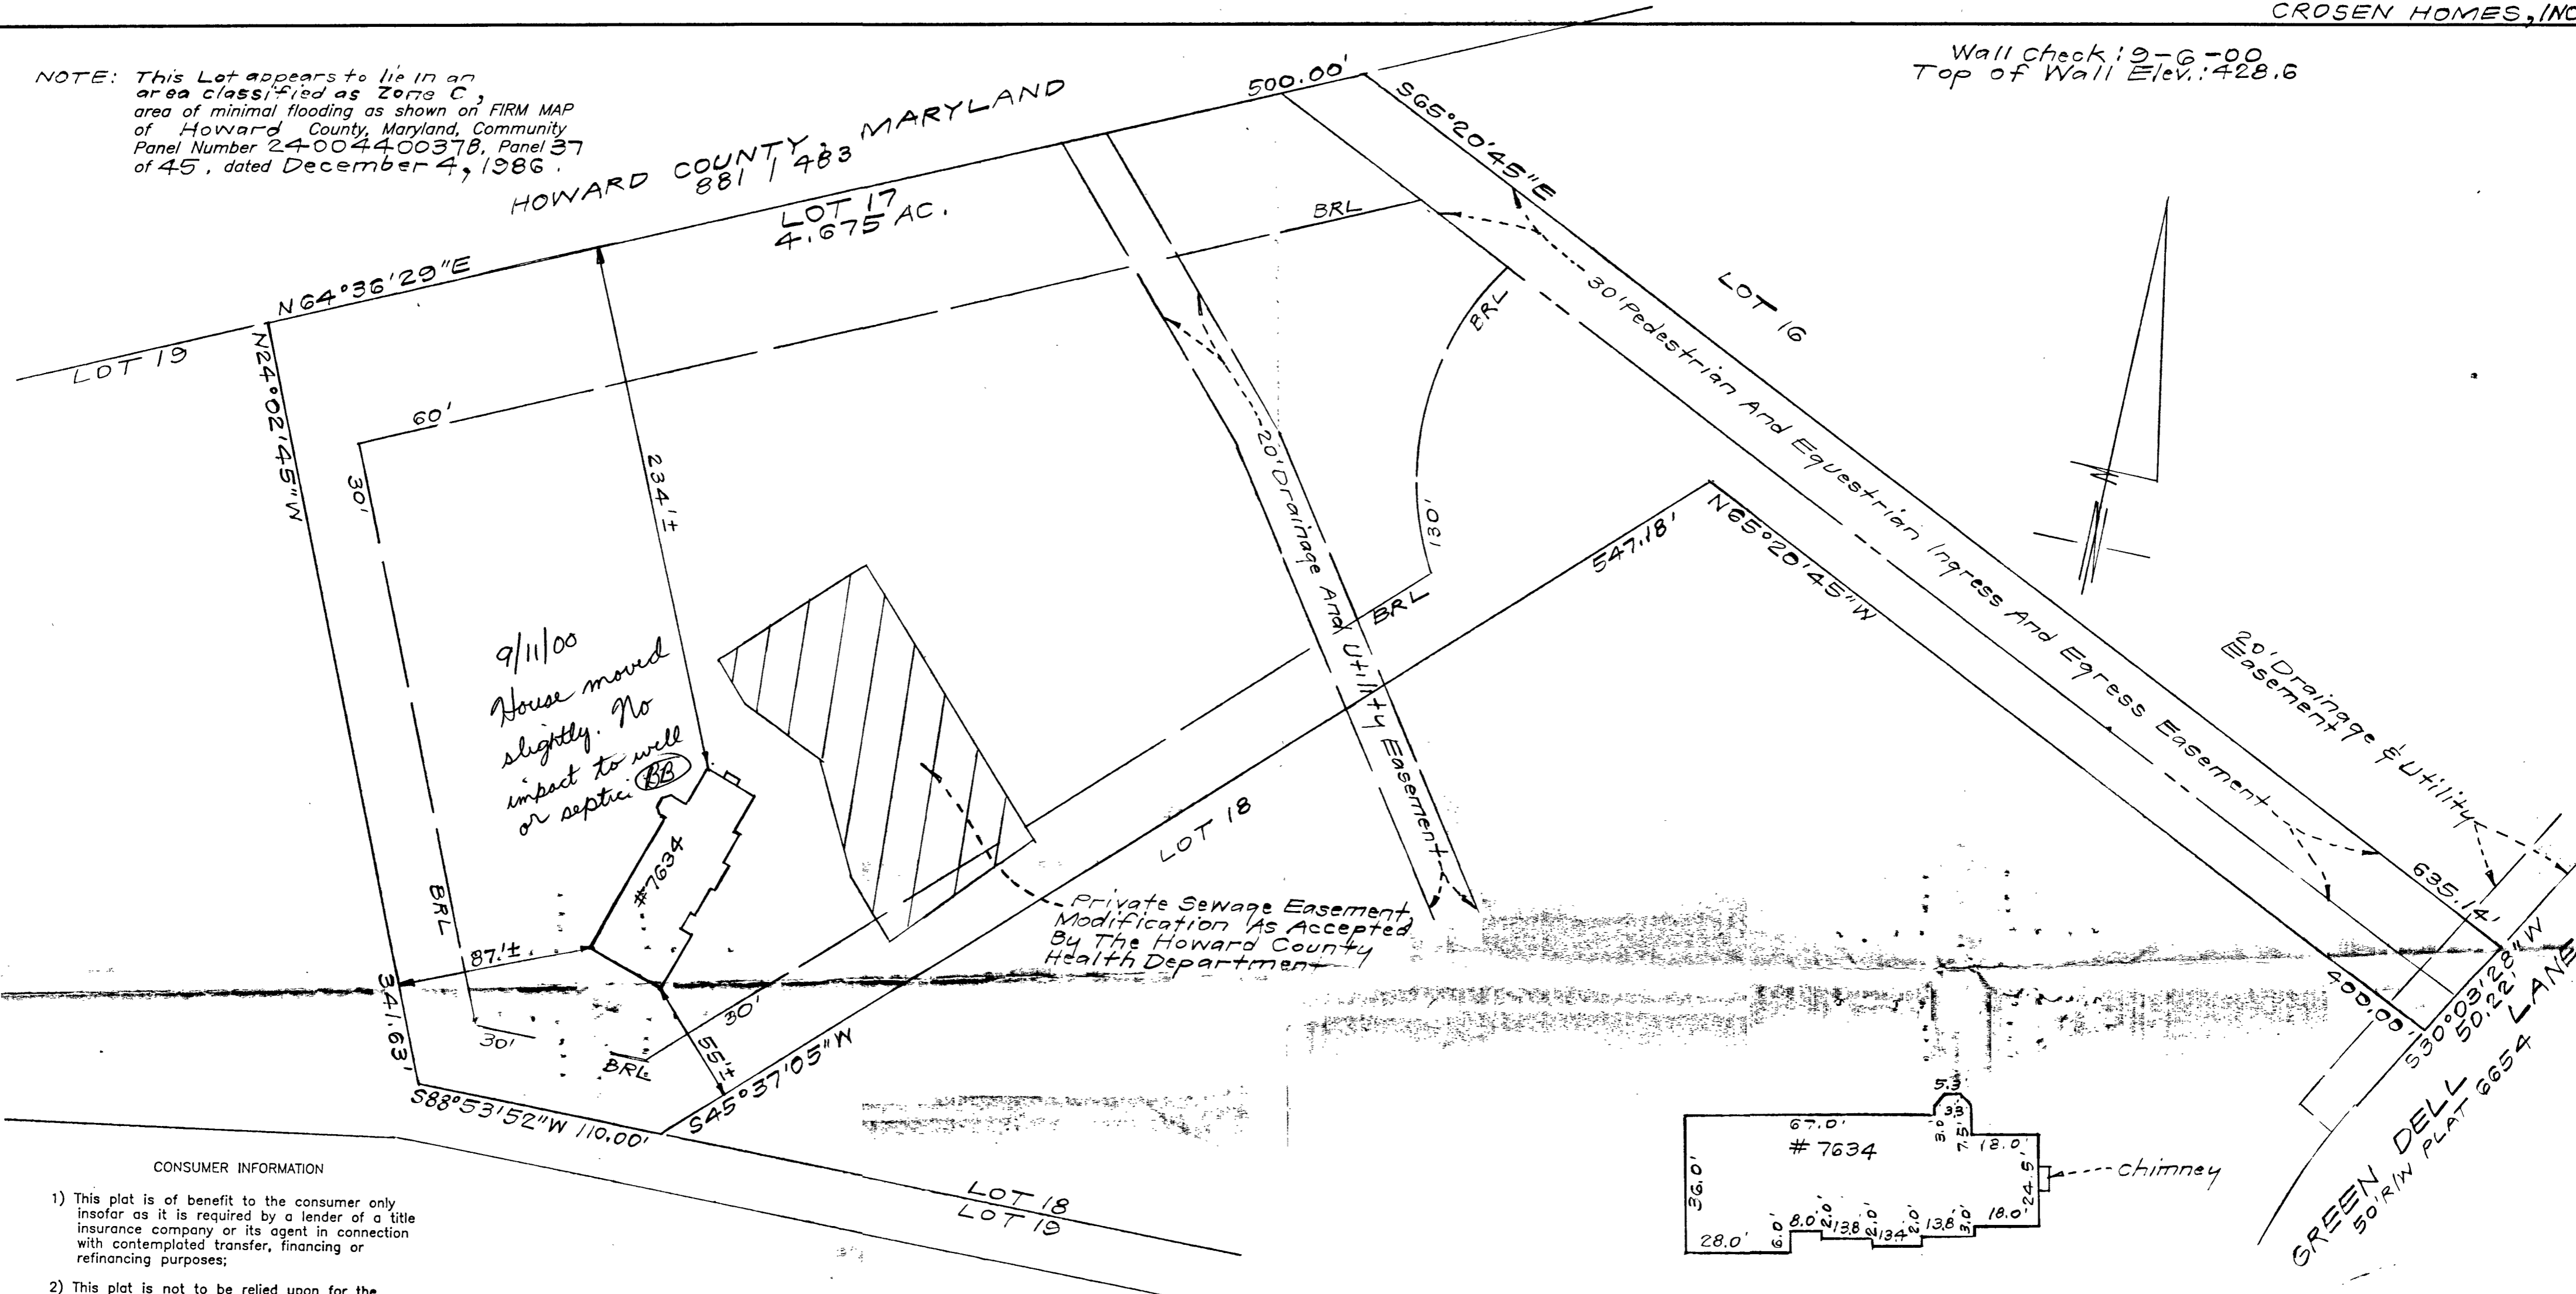 CROSEN HOMES, INC
Wall Check: 9-6-00
Top of Wall Elev.: 428.6
NOTE: This Lot appears to lie in an
area classified as Zone C,
area of minimal flooding as shown on FIRM MAP
of Howard County, Maryland, Community
Panel Number 2400440037B, Panel 37
of 45, dated December 4, 1986.
HOWARD COUNTY, MARYLAND
881 / 483
500.00'
LOT 17
4.675 AC.
N64°36'29"E
LOT 19
N24°02'45"W
341.63'
S65°20'45"E
635.14'
BRL
BRL
180'
BRL
60'
30'
234'±
30' Pedestrian And Equestrian Ingress And Egress Easement
LOT 16
20' Drainage And Utility Easement
547.18'
N65°20'45"W
400.00'
20' Drainage & Utility
Easement
9/11/00
House moved
slightly. No
impact to well
or septic. BB
#7634
BRL
87'±
30'
BRL
30'
55'±
S45°37'05"W
S88°53'52"W 110.00'
LOT 18
Private Sewage Easement,
Modification As Accepted
By The Howard County
Health Department
S30°03'28"W
50.22'
GREEN DELL LANE
50' R/W PLAT 6654
LOT 18
LOT 19
5.3
3.3
67.0'
3.0'
7.5'
18.0'
# 7634
36.0'
24.5'
chimney
28.0'
6.0'
8.0'
2.0'
13.8'
2.0'
13.4'
2.0'
13.8'
3.0'
18.0'
CONSUMER INFORMATION
1) This plat is of benefit to the consumer only
insofar as it is required by a lender of a title
insurance company or its agent in connection
with contemplated transfer, financing or
refinancing purposes;
2) This plat is not to be relied upon for the